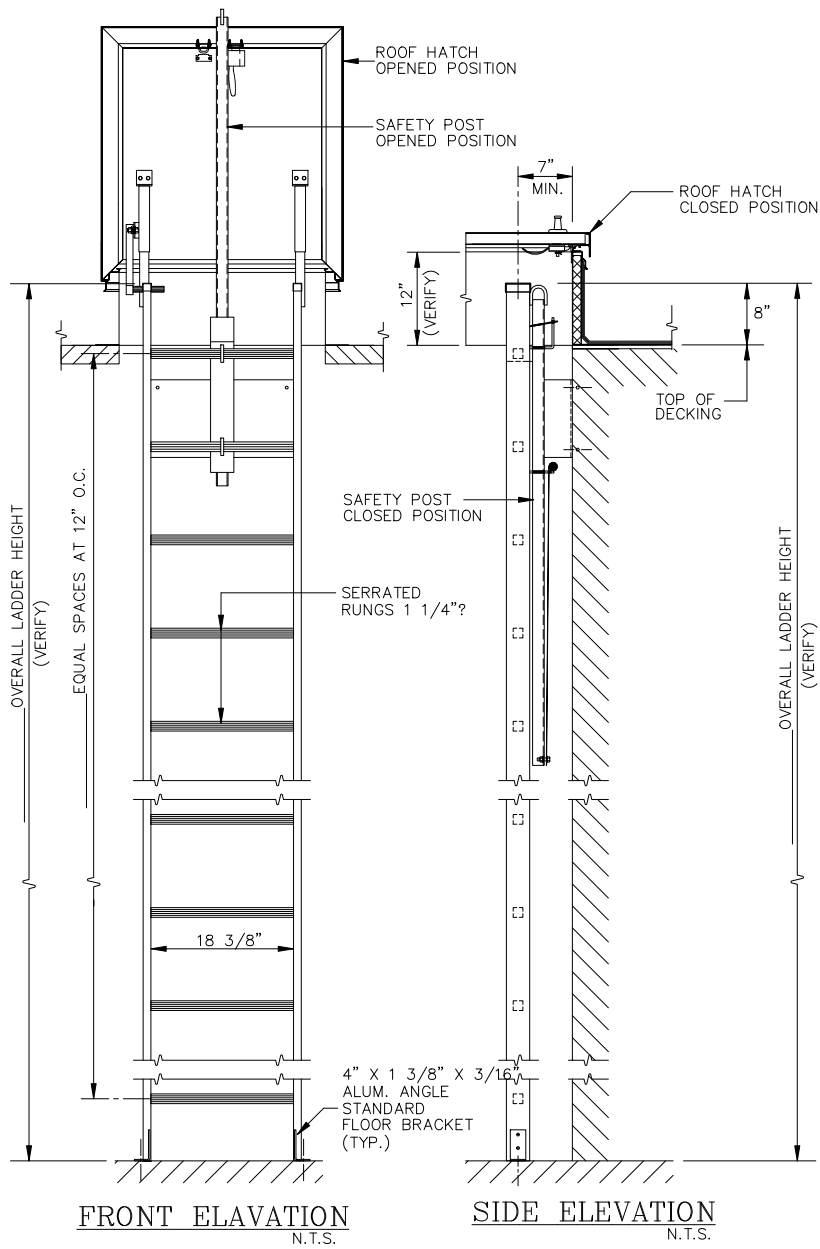 ROOF HATCH
OPENED POSITION
SAFETY POST
OPENED POSITION
7"
MIN.
ROOF HATCH
CLOSED POSITION
12"
(VERIFY)
8"
TOP OF
DECKING
SAFETY POST
CLOSED POSITION
OVERALL LADDER HEIGHT
(VERIFY)
EQUAL SPACES AT 12" O.C.
SERRATED
RUNGS 1 1/4"?
OVERALL LADDER HEIGHT
(VERIFY)
18 3/8"
4" X 1 3/8" X 3/16"
ALUM. ANGLE
STANDARD
FLOOR BRACKET
(TYP.)
FRONT ELAVATION
N.T.S.
SIDE ELEVATION
N.T.S.